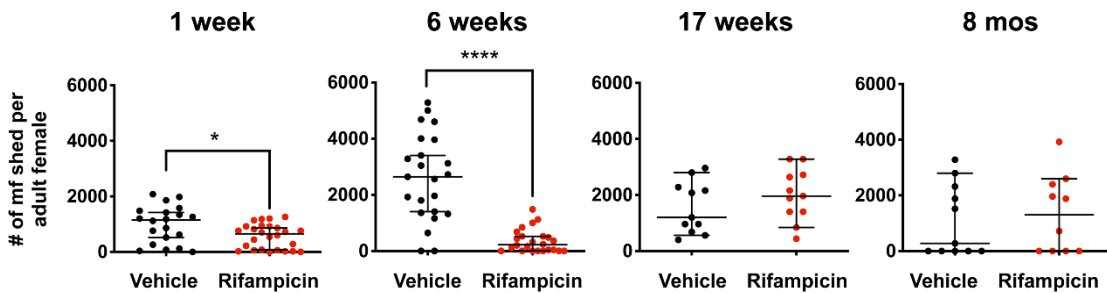 1 week
6 weeks
17 weeks
8 mos
# of mf shed per
adult female
6000
4000
2000
0
*
Vehicle
Rifampicin
6000
4000
2000
0
****
Vehicle
Rifampicin
6000
4000
2000
0
Vehicle
Rifampicin
6000
4000
2000
0
Vehicle
Rifampicin